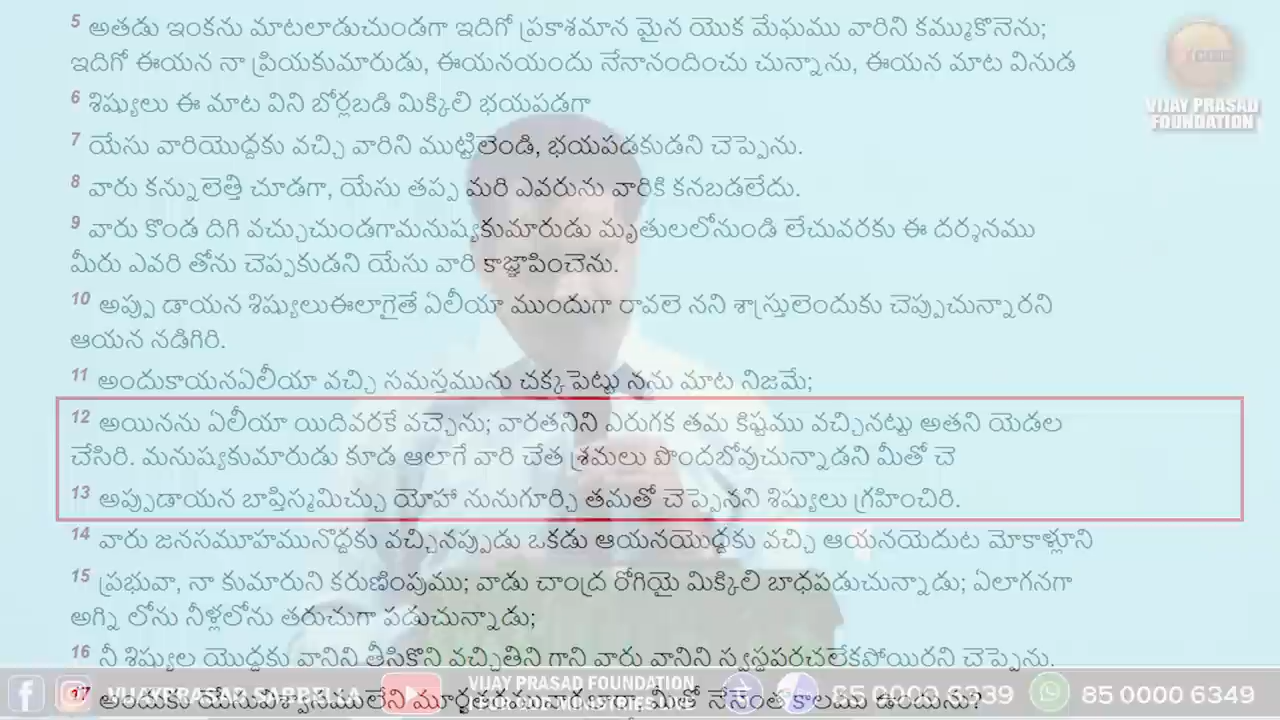 5 అతడు ఇంకను మాటలాడుచుండగా ఇదిగో ప్రకాశమాన మైన యొక మేఘము వారిని కమ్ముకొనెను;
ఇదిగో ఈయన నా ప్రియకుమారుడు, ఈయనయందు నేనానందించు చున్నాను, ఈయన మాట వినుడ
6 శిష్యులు ఈ మాట విని బోర్లబడి మిక్కిలి భయపడగా
7 యేసు వారియొద్దకు వచ్చి వారిని ముట్టిలెండి, భయపడకుడని చెప్పెను.
8 వారు కన్నులెత్తి చూడగా, యేసు తప్ప మరి ఎవరును వారికి కనబడలేదు.
9 వారు కొండ దిగి వచ్చుచుండగామనుష్యకుమారుడు మృతులలోనుండి లేచువరకు ఈ దర్శనము
మీరు ఎవరి తోను చెప్పకుడని యేసు వారి కాజ్ఞాపించెను.
10 అప్పు డాయన శిష్యులుఈలాగైతే ఏలీయా ముందుగా రావలె నని శాస్త్రులెందుకు చెప్పుచున్నారని
ఆయన నడిగిరి.
11 అందుకాయనఏలీయా వచ్చి సమస్తమును చక్కపెట్టు నను మాట నిజమే;
12 అయినను ఏలీయా యిదివరకే వచ్చెను; వారతనిని ఎరుగక తమ కిష్టము వచ్చినట్టు అతని యెడల
చేసిరి. మనుష్యకుమారుడు కూడ ఆలాగే వారి చేత శ్రమలు పొందబోవుచున్నాడని మీతో చె
13 అప్పుడాయన బాప్తిస్మమిచ్చు యోహా నునుగూర్చి తమతో చెప్పెనని శిష్యులు గ్రహించిరి.
14 వారు జనసమూహమునొద్దకు వచ్చినప్పుడు ఒకడు ఆయనయొద్దకు వచ్చి ఆయనయెదుట మోకాళ్లూని
15 ప్రభువా, నా కుమారుని కరుణింపుము; వాడు చాంద్ర రోగియై మిక్కిలి బాధపడుచున్నాడు; ఏలాగనగా
అగ్ని లోను నీళ్లలోను తరుచుగా పడుచున్నాడు;
16 నీ శిష్యుల యొద్దకు వానిని తీసికొని వచ్చితిని గాని వారు వానిని స్వస్థపరచలేకపోయిరని చెప్పెను.
17 అందుకు యేసువిశ్వాసములేని మూర్ఖతరమువారలారా, మీతో నేనెంత కాలము ఉందును?
VIJAY PRASAD
FOUNDATION
VIJAY PRASAD FOUNDATION
85 0000 6349